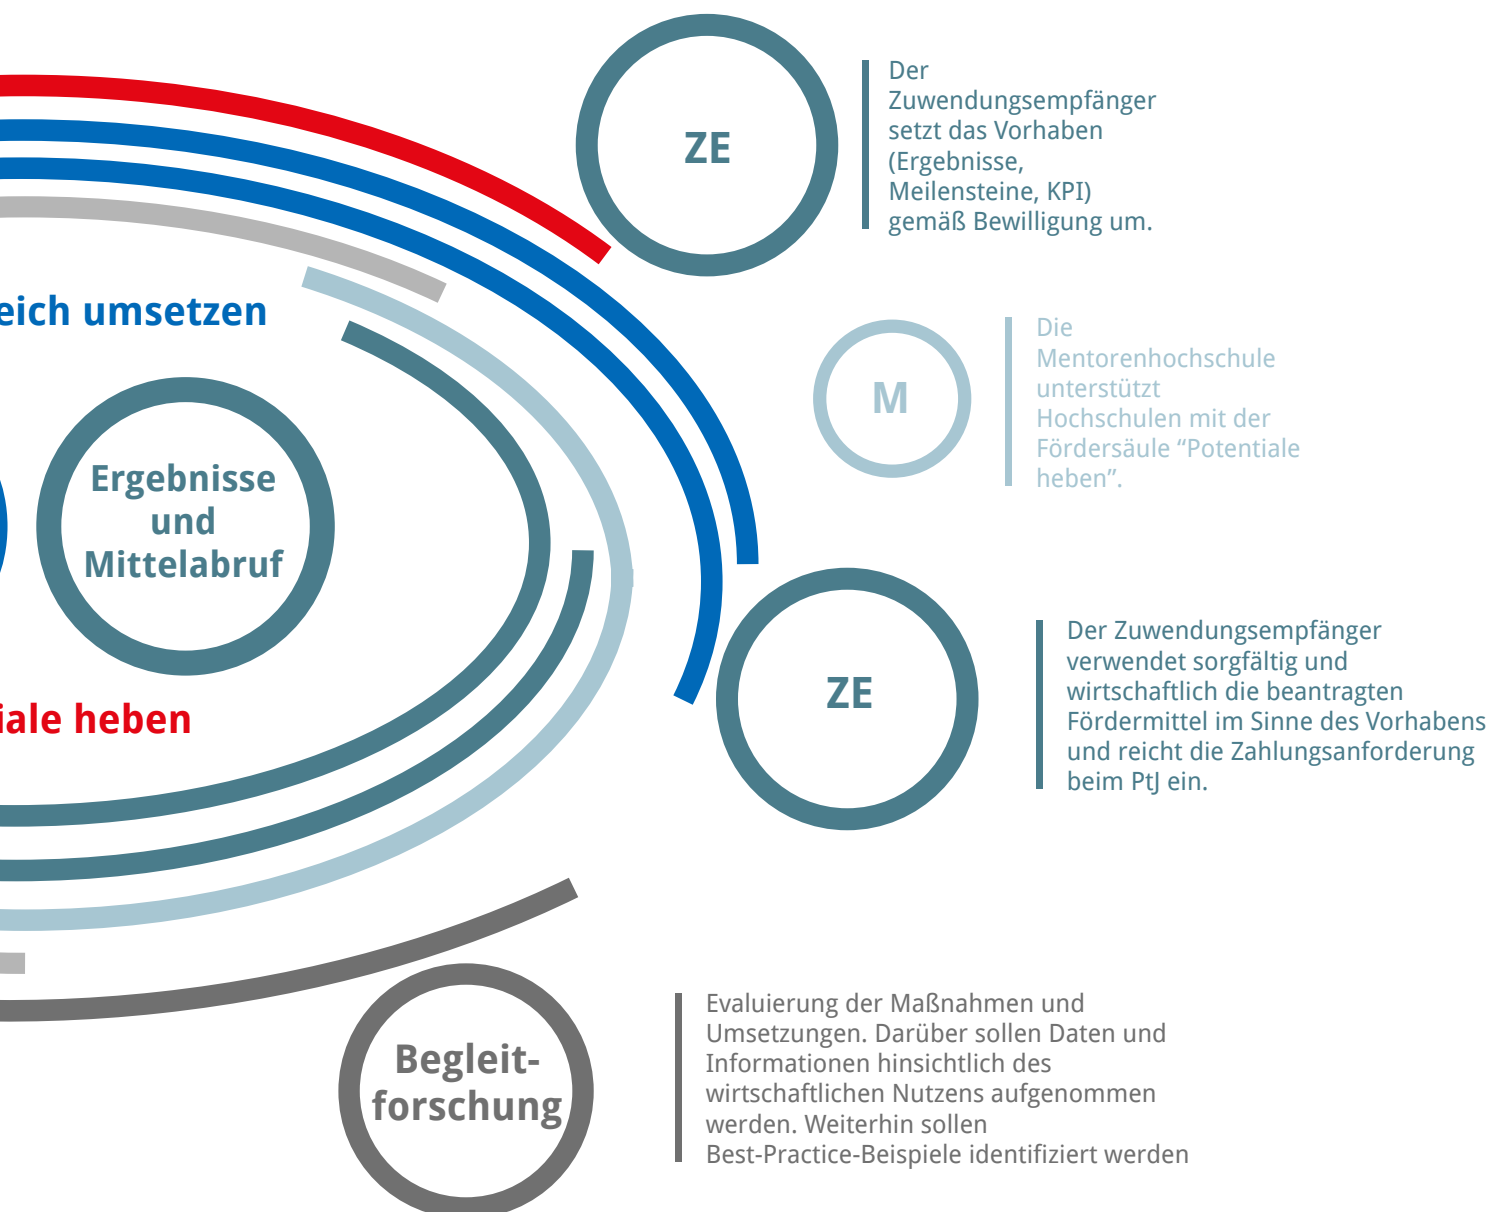 ZE
Der
Zuwendungsempfänger
setzt das Vorhaben
(Ergebnisse,
Meilensteine, KPI)
gemäß Bewilligung um.
eich umsetzen
M
Die
Mentorenhochschule
unterstützt
Hochschulen mit der
Fördersäule “Potentiale
heben”.
Ergebnisse
und
Mittelabruf
iale heben
ZE
Der Zuwendungsempfänger
verwendet sorgfältig und
wirtschaftlich die beantragten
Fördermittel im Sinne des Vorhabens
und reicht die Zahlungsanforderung
beim PtJ ein.
Begleit-
forschung
Evaluierung der Maßnahmen und
Umsetzungen. Darüber sollen Daten und
Informationen hinsichtlich des
wirtschaftlichen Nutzens aufgenommen
werden. Weiterhin sollen
Best-Practice-Beispiele identifiziert werden